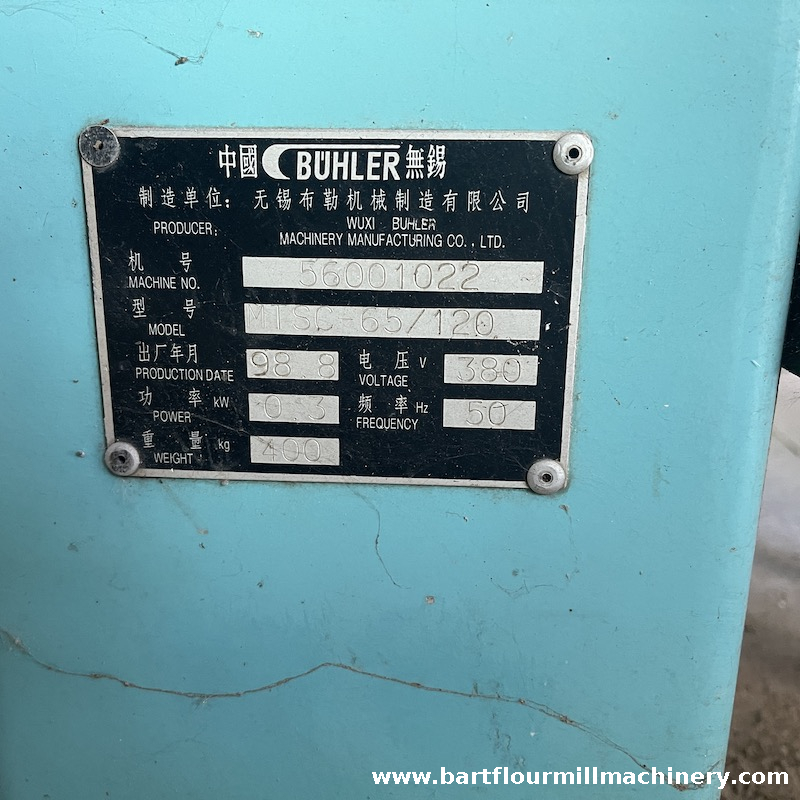 中國 BÜHLER 無錫
制造单位: 无锡布勒机械制造有限公司
PRODUCER: WUXI BUHLER
MACHINERY MANUFACTURING CO., LTD.
机 号
MACHINE NO. 56001022
型 号
MODEL MTSC-65/120
出厂年月 电 压 V
PRODUCTION DATE 98 8 VOLTAGE 380
功 率 kW 频 率 Hz
POWER 0.3 FREQUENCY 50
重 量 kg
WEIGHT 400
www.bartflourmillmachinery.com